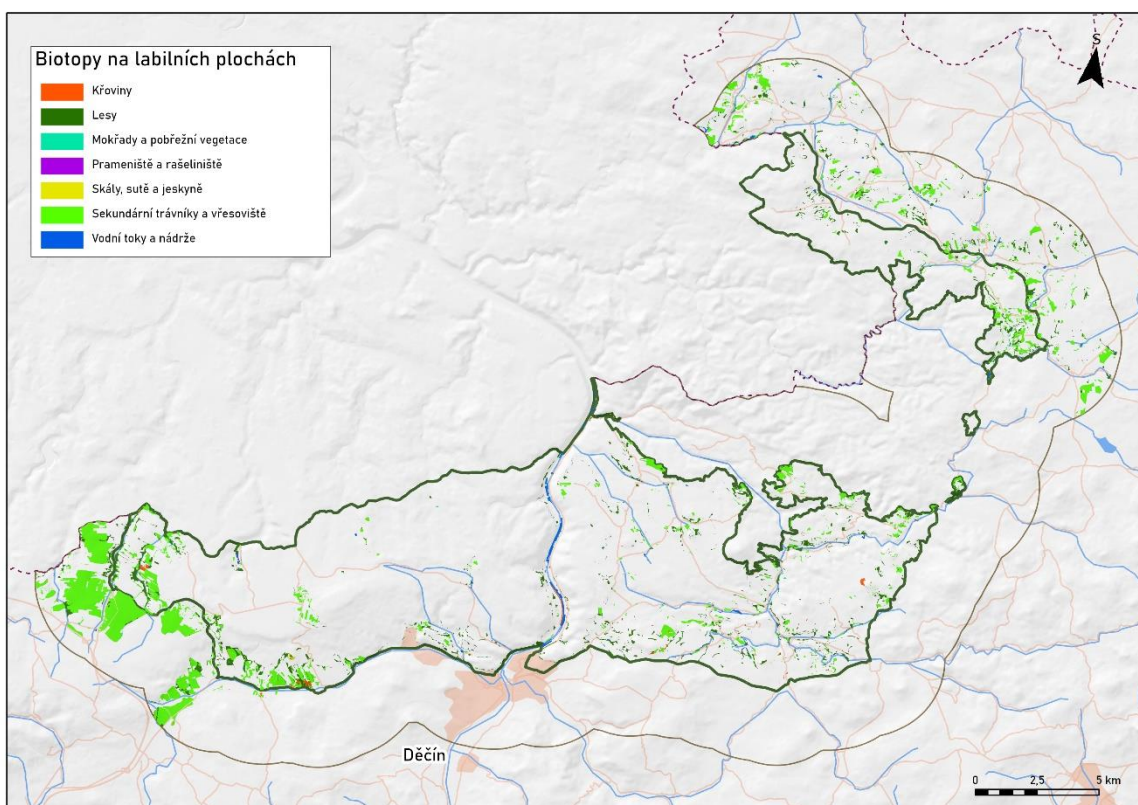 Biotopy na labilních plochách
Křoviny
Lesy
Mokřady a pobřežní vegetace
Prameniště a rašeliniště
Skály, sutě a jeskyně
Sekundární trávníky a vřesoviště
Vodní toky a nádrže
S
Děčín
0 2,5 5 km